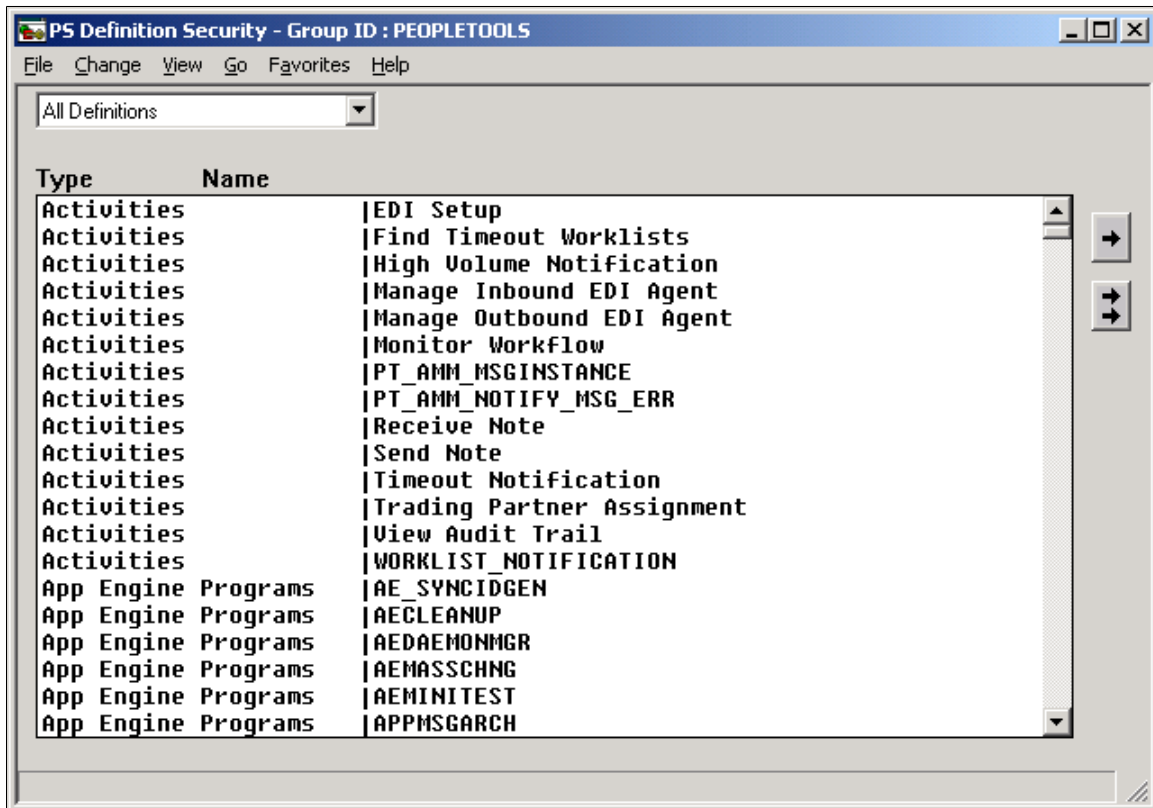 PS Definition Security - Group ID : PEOPLETOOLS
File Change View Go Favorites Help
All Definitions
Type Name
Activities |EDI Setup
Activities |Find Timeout Worklists
Activities |High Volume Notification
Activities |Manage Inbound EDI Agent
Activities |Manage Outbound EDI Agent
Activities |Monitor Workflow
Activities |PT_AMM_MSGINSTANCE
Activities |PT_AMM_NOTIFY_MSG_ERR
Activities |Receive Note
Activities |Send Note
Activities |Timeout Notification
Activities |Trading Partner Assignment
Activities |View Audit Trail
Activities |WORKLIST_NOTIFICATION
App Engine Programs |AE_SYNCIDGEN
App Engine Programs |AECLEANUP
App Engine Programs |AEDAEMONMGR
App Engine Programs |AEMASSCHNG
App Engine Programs |AEMINITEST
App Engine Programs |APPMSGARCH